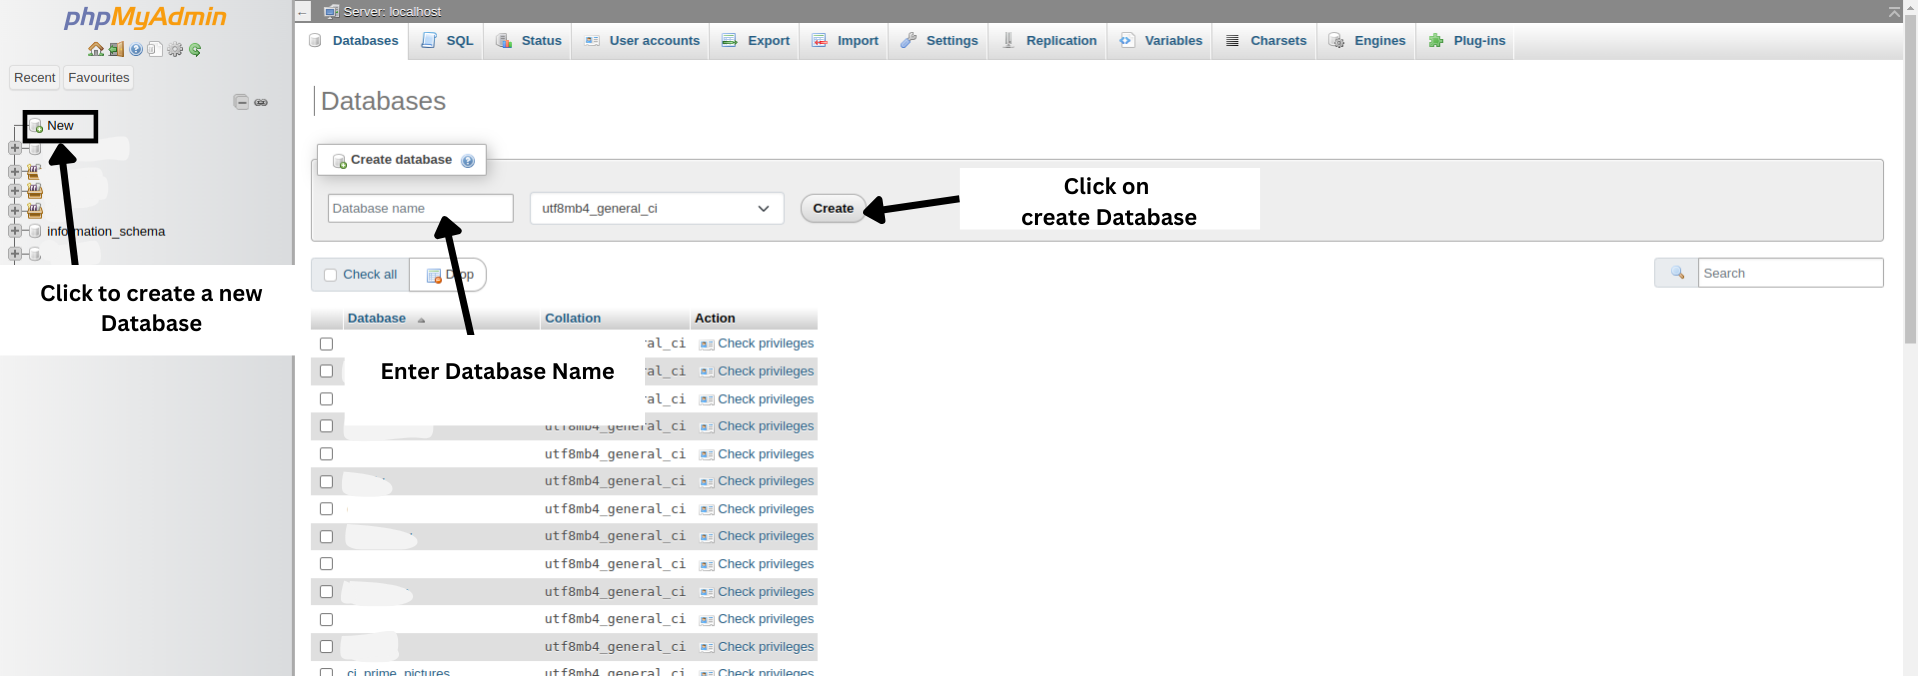 phpMyAdmin
Recent
Favourites
New
information_schema
Click to create a new
Database
Server: localhost
Databases
SQL
Status
User accounts
Export
Import
Settings
Replication
Variables
Charsets
Engines
Plug-ins
Databases
Create database
Database name
utf8mb4_general_ci
Create
Click on
create Database
Check all
Search
Database
Collation
Action
Enter Database Name
ral_ci Check privileges
ral_ci Check privileges
ral_ci Check privileges
utf8mb4_general_ci Check privileges
utf8mb4_general_ci Check privileges
utf8mb4_general_ci Check privileges
utf8mb4_general_ci Check privileges
utf8mb4_general_ci Check privileges
utf8mb4_general_ci Check privileges
utf8mb4_general_ci Check privileges
utf8mb4_general_ci Check privileges
utf8mb4_general_ci Check privileges
ci_prime_pictures utf8mb4_general_ci Check privileges